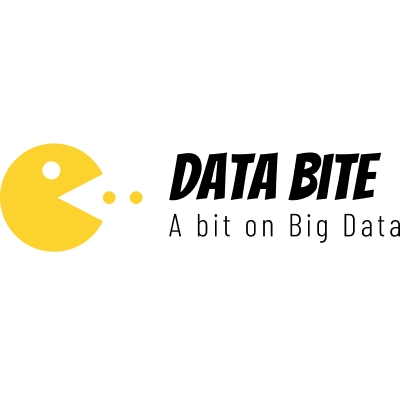 DATA BITE
A bit on Big Data